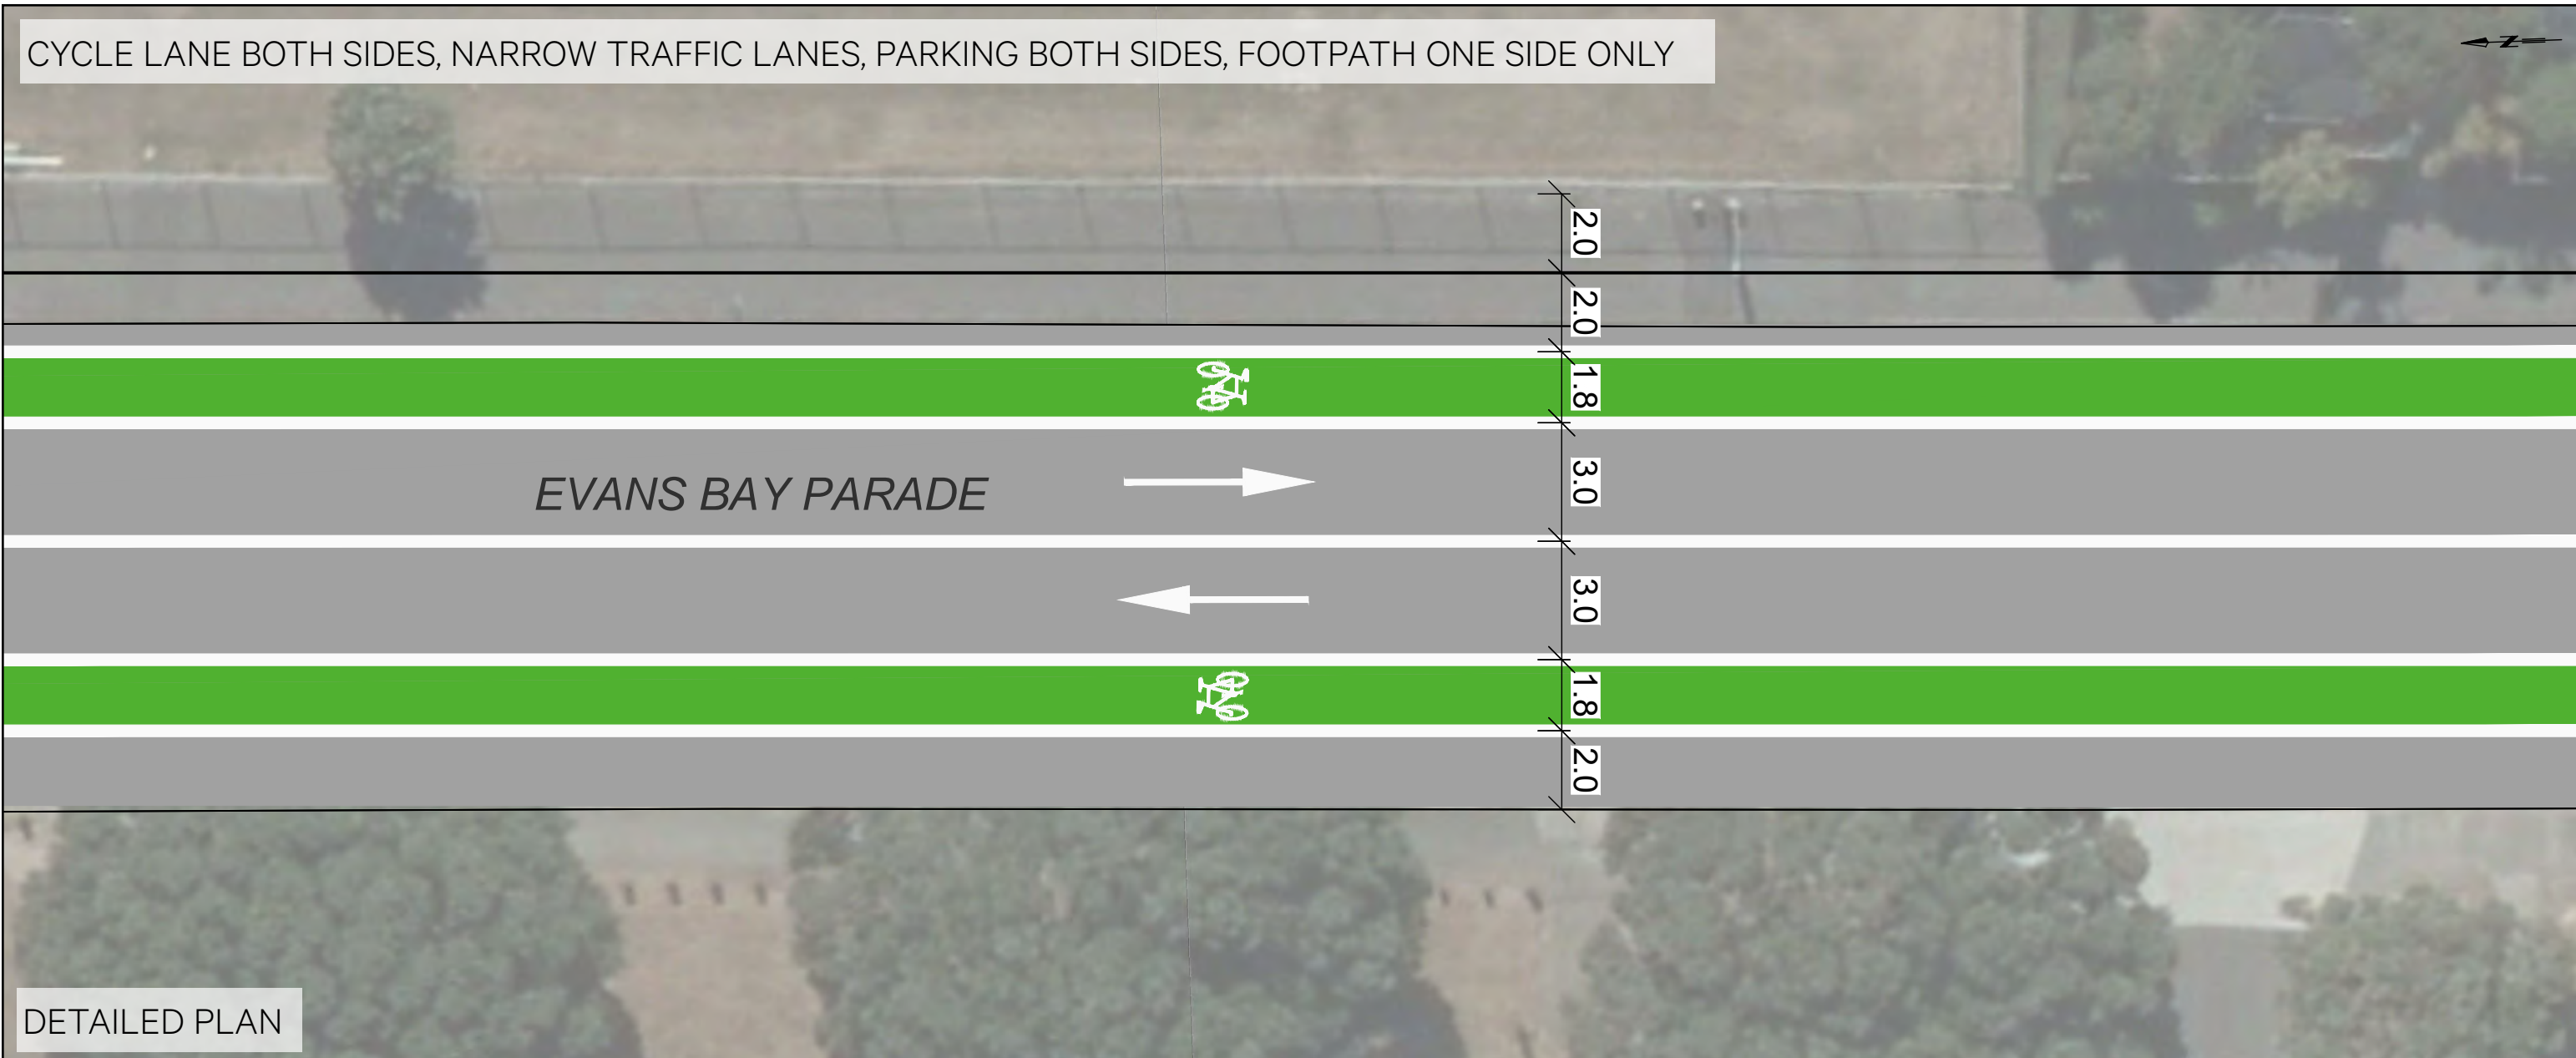 CYCLE LANE BOTH SIDES, NARROW TRAFFIC LANES, PARKING BOTH SIDES, FOOTPATH ONE SIDE ONLY
N
2.0
2.0
1.8
EVANS BAY PARADE
3.0
3.0
1.8
2.0
DETAILED PLAN